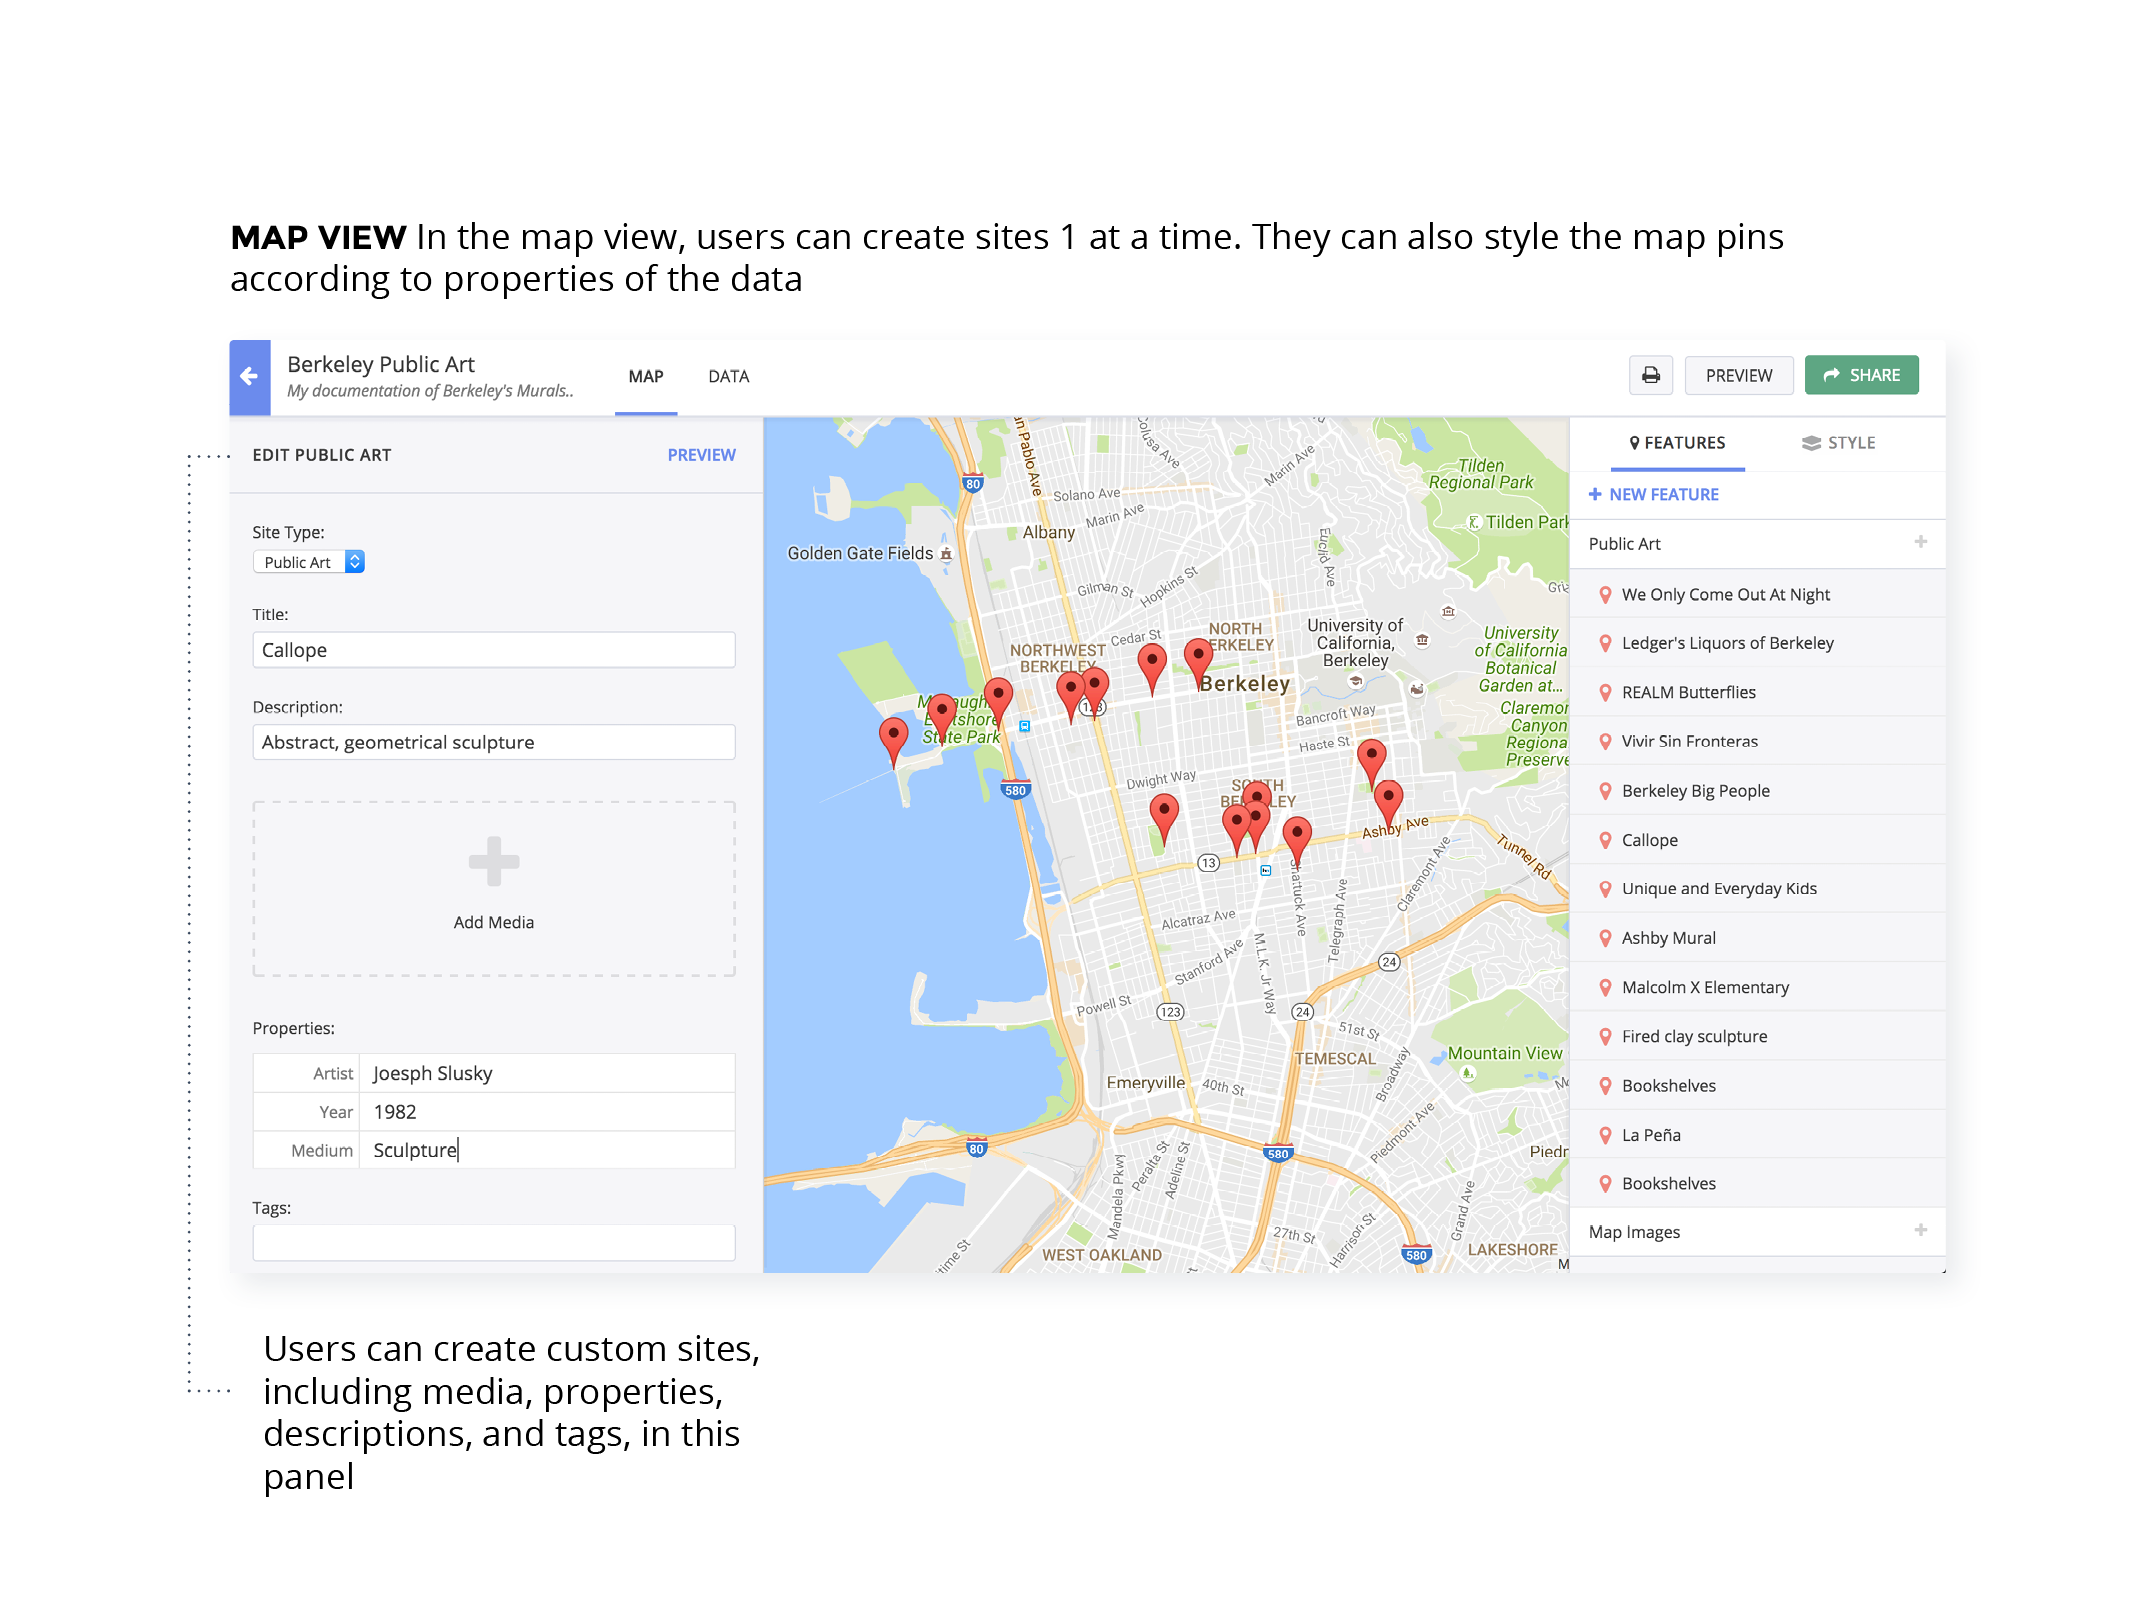 MAP VIEW In the map view, users can create sites 1 at a time. They can also style the map pins
according to properties of the data
Berkeley Public Art
My documentation of Berkeley's Murals..
MAP
DATA
PREVIEW
SHARE
EDIT PUBLIC ART
PREVIEW
Site Type:
Public Art
Title:
Callope
Description:
Abstract, geometrical sculpture
Add Media
Properties:
Artist
Joesph Slusky
Year
1982
Medium
Sculpture
Tags:
Colusa Ave
Marin Ave
Tilden
Regional Park
80
Solano Ave
Marin Ave
Albany
Tilden Park
Golden Gate Fields
Euclid Ave
Gilman St
Hopkins St
Cedar St
NORTH
University of
California,
Berkeley
University
of California
Botanical
Garden at...
NORTHWEST
BERKELEY
Berkeley
Claremon
Canyon
Regional
Preserve
State Park
Bancroft Way
Haste St
Dwight Way
580
Ashby Ave
Tunnel Rd
13
Claremont Ave
Telegraph Ave
Alcatraz Ave
M.L.K. Jr Way
Stanford Ave
24
Powell St
123
24
51st St
TEMESCAL
Broadway
Mountain View
Emeryville
40th St
Piedmont Ave
80
580
Mandela Pkwy
Peralta St
Adeline St
Grand Ave
27th St
Harrison St
WEST OAKLAND
580
LAKESHORE
FEATURES
STYLE
NEW FEATURE
Public Art
We Only Come Out At Night
Ledger's Liquors of Berkeley
REALM Butterflies
Vivir Sin Fronteras
Berkeley Big People
Callope
Unique and Everyday Kids
Ashby Mural
Malcolm X Elementary
Fired clay sculpture
Bookshelves
La Peña
Bookshelves
Map Images
Users can create custom sites,
including media, properties,
descriptions, and tags, in this
panel